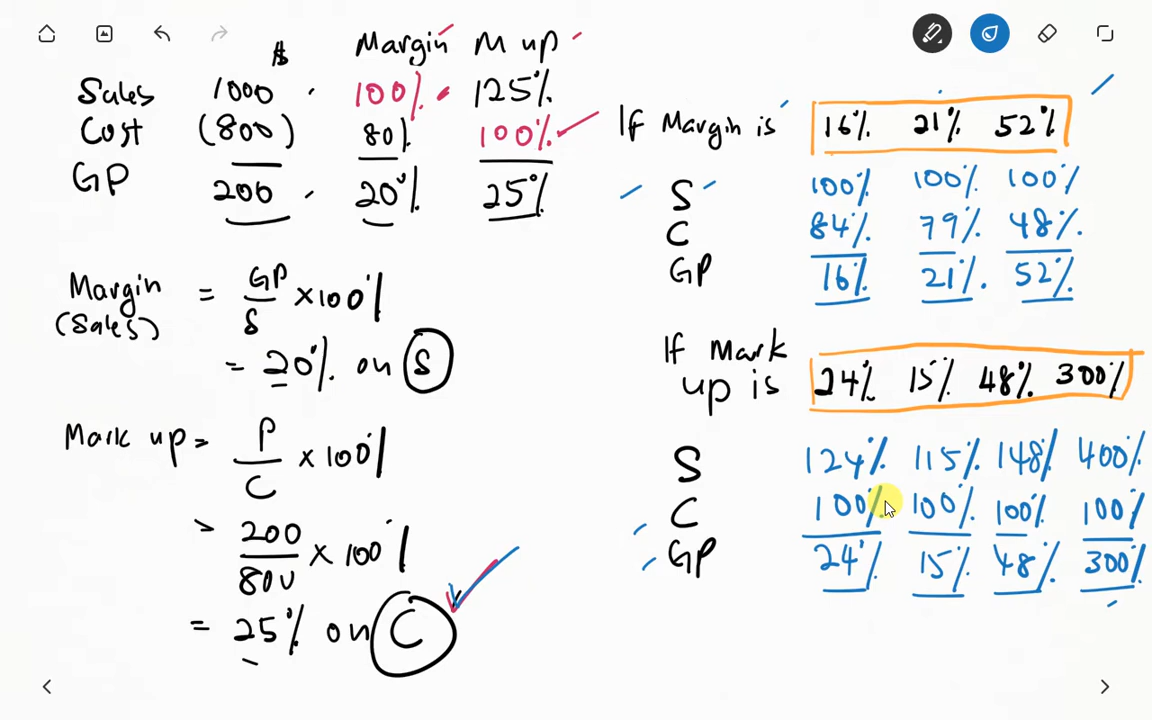 $ Margin M up
Sales 1000 100% 125%
Cost (800) 80% 100%
GP 200 20% 25%
Margin (Sales) = GP/S ×100%
= 20% on S
Mark up = P/C ×100%
> 200/800 × 100%
= 25% on C
If Margin is 16% 21% 52%
S 100% 100% 100%
C 84% 79% 48%
GP 16% 21% 52%
If Mark
up is 24% 15% 48% 300%
S 124% 115% 148% 400%
C 100% 100% 100% 100%
GP 24% 15% 48% 300%